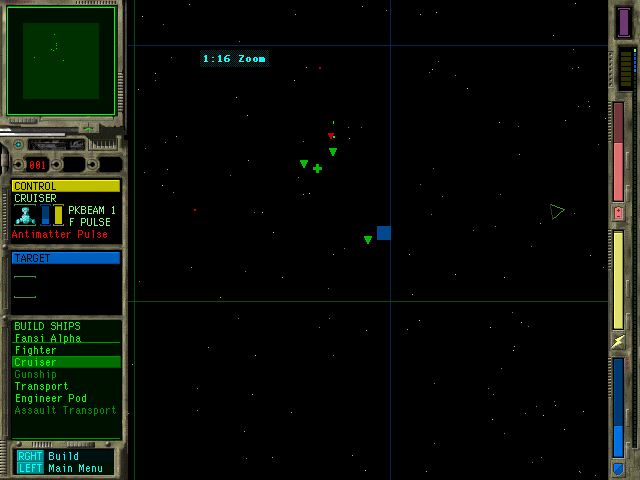 1:16 Zoom
001
CONTROL
CRUISER
PKBEAM 1
F PULSE
Antimatter Pulse
TARGET
BUILD SHIPS
Fansi Alpha
Fighter
Cruiser
Gunship
Transport
Engineer Pod
Assault Transport
RGHT Build
LEFT Main Menu